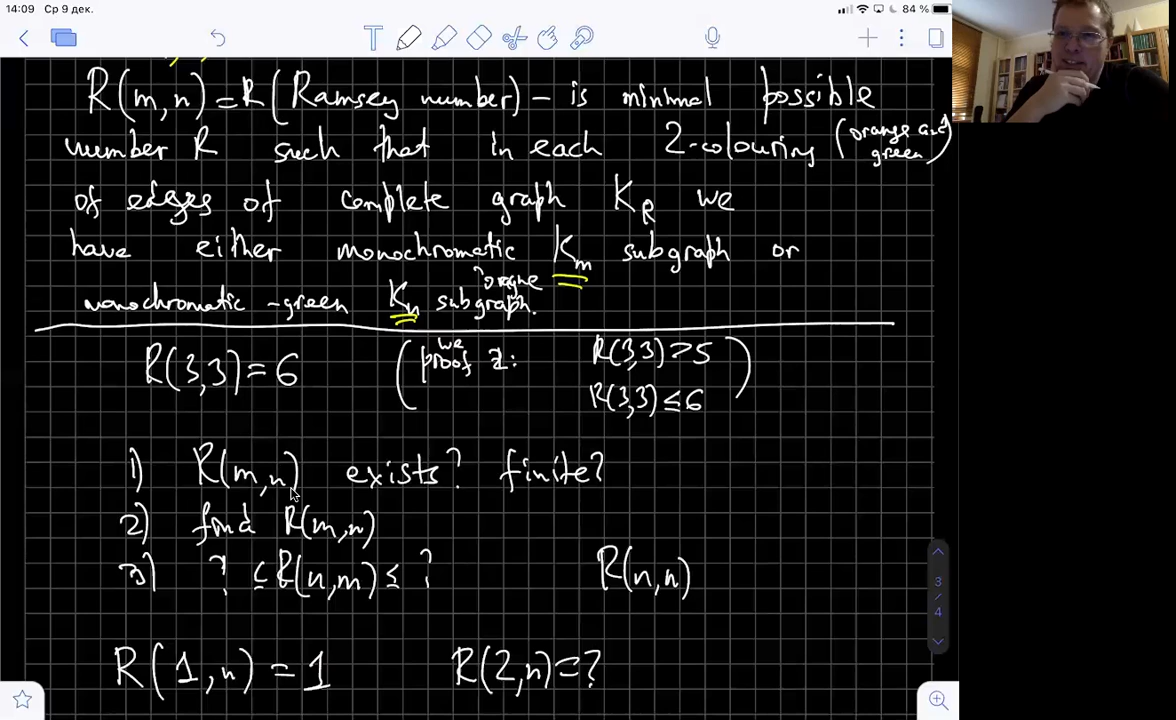 14:09 Ср 9 дек.
84 %
R(m,n) = R (Ramsey number) - is minimal possible
number R such that in each 2-colouring (orange and green)
of edges of complete graph K_R we
have either monochromatic K_m subgraph or
orange
monochromatic -green K_n subgraph.
R(3,3) = 6 (we proof 2: R(3,3) > 5
R(3,3) ≤ 6)
1) R(m,n) exists? finite?
2) find R(m,n)
3) ? ≤ R(n,m) ≤ ? R(n,n)
R(1,n) = 1 R(2,n) = ?
3/4